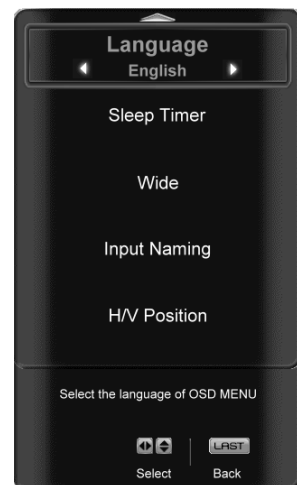 Language
English
Sleep Timer
Wide
Input Naming
H/V Position
Select the language of OSD MENU
LAST
Select Back